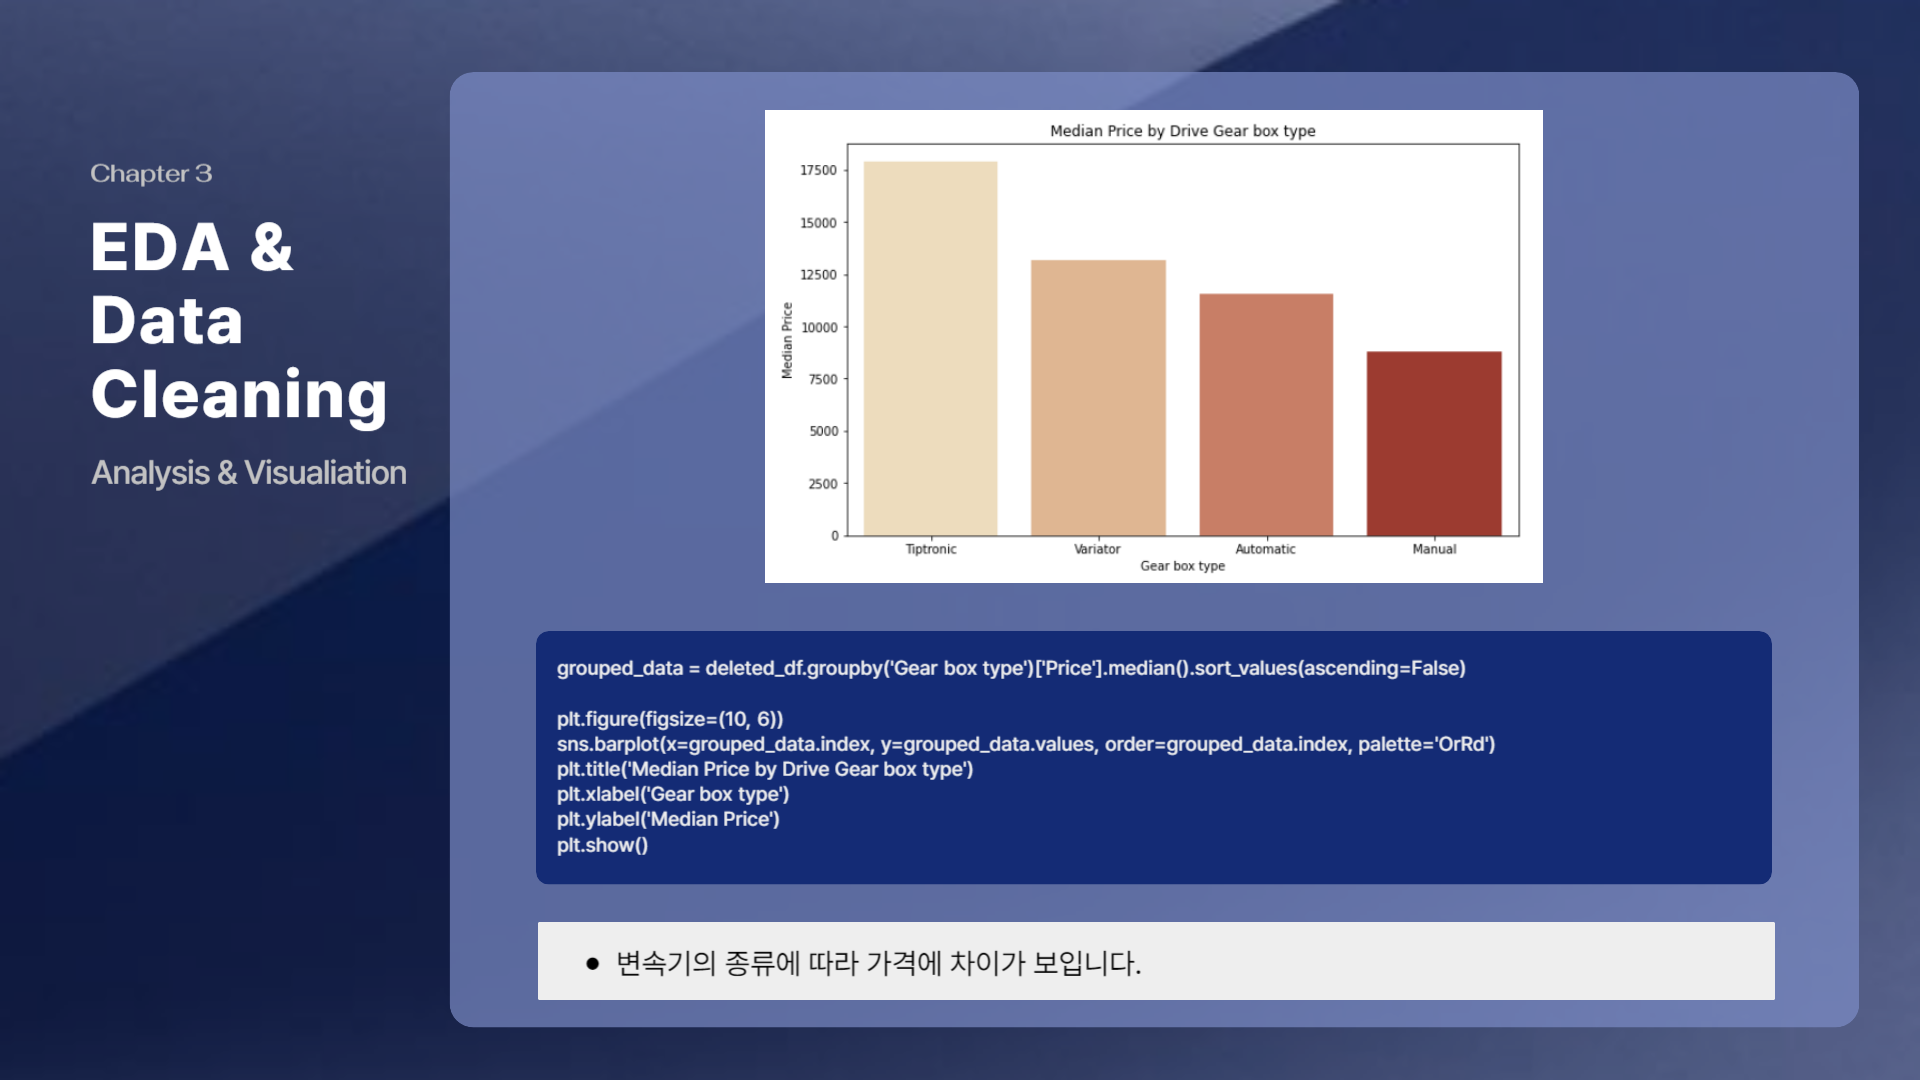 Chapter 3
EDA &
Data
Cleaning
Analysis & Visualiation
Median Price by Drive Gear box type
Median Price
17500
15000
12500
10000
7500
5000
2500
0
Tiptronic Variator Automatic Manual
Gear box type
grouped_data = deleted_df.groupby('Gear box type')['Price'].median().sort_values(ascending=False)
plt.figure(figsize=(10, 6))
sns.barplot(x=grouped_data.index, y=grouped_data.values, order=grouped_data.index, palette='OrRd')
plt.title('Median Price by Drive Gear box type')
plt.xlabel('Gear box type')
plt.ylabel('Median Price')
plt.show()
● 변속기의 종류에 따라 가격에 차이가 보입니다.